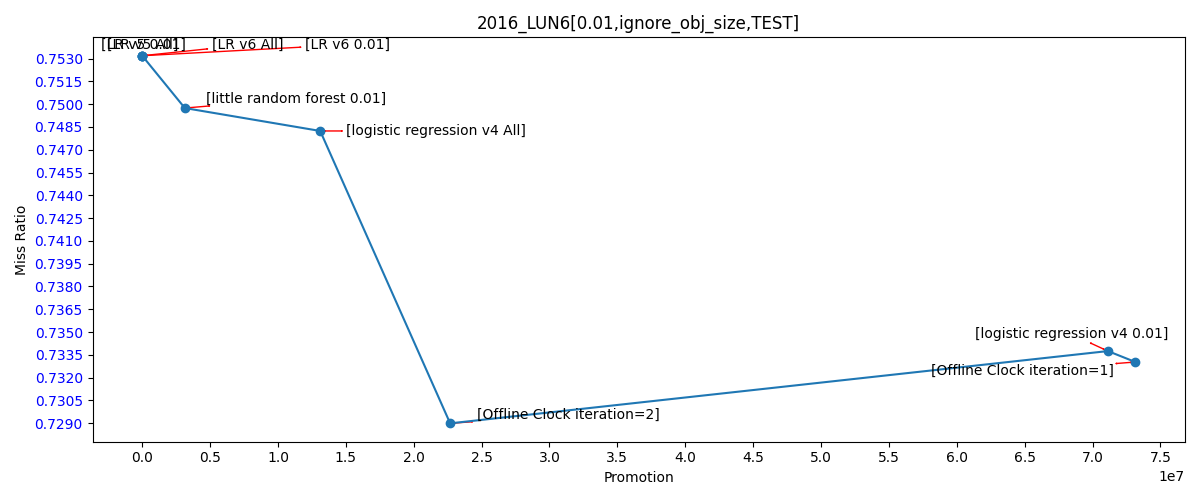 2016_LUN6[0.01,ignore_obj_size,TEST]
[LR v6 All]
[LR v6 0.01]
[little random forest 0.01]
[logistic regression v4 All]
[logistic regression v4 0.01]
[Offline Clock iteration=1]
[Offline Clock iteration=2]
Miss Ratio
0.7530
0.7515
0.7500
0.7485
0.7470
0.7455
0.7440
0.7425
0.7410
0.7395
0.7380
0.7365
0.7350
0.7335
0.7320
0.7305
0.7290
0.0 0.5 1.0 1.5 2.0 2.5 3.0 3.5 4.0 4.5 5.0 5.5 6.0 6.5 7.0 7.5
1e7
Promotion